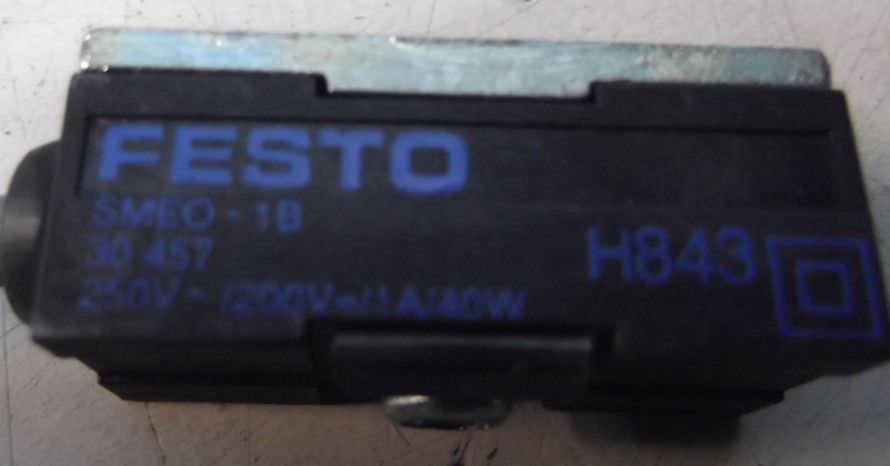 FESTO
SMEO - 1B
30 457
250V~/200V=/1A/40W
H843